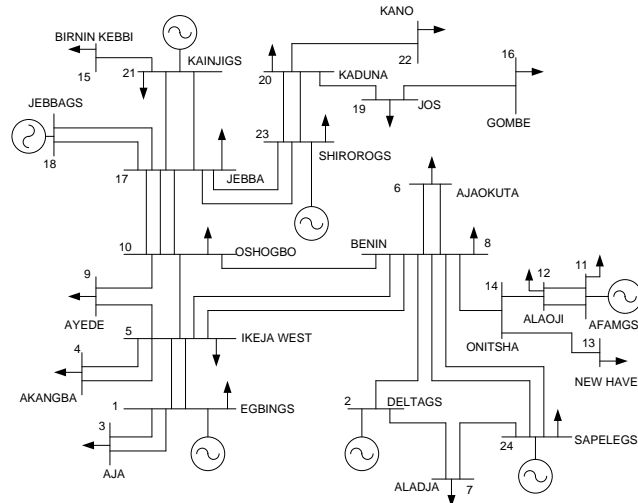 KANO
BIRNIN KEBBI
KAINJIGS
16
15
21
20
KADUNA
22
JEBBAGS
19
JOS
GOMBE
23
SHIROROGS
18
17
JEBBA
6
AJAOKUTA
10
OSHOGBO
BENIN
8
9
14
12
11
AYEDE
5
IKEJA WEST
ALAOJI
AFAMGS
4
ONITSHA
13
AKANGBA
NEW HAVE
1
EGBINGS
2
DELTAGS
3
24
SAPELEGS
AJA
ALADJA
7